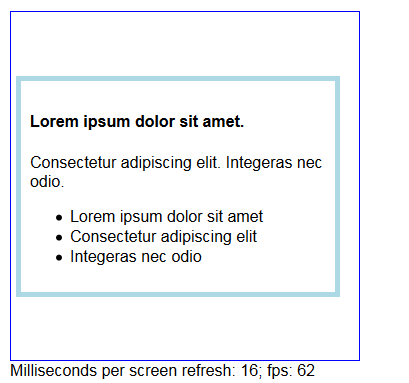 Lorem ipsum dolor sit amet.
Consectetur adipiscing elit. Integeras nec
odio.
Lorem ipsum dolor sit amet
Consectetur adipiscing elit
Integeras nec odio
Milliseconds per screen refresh: 16; fps: 62